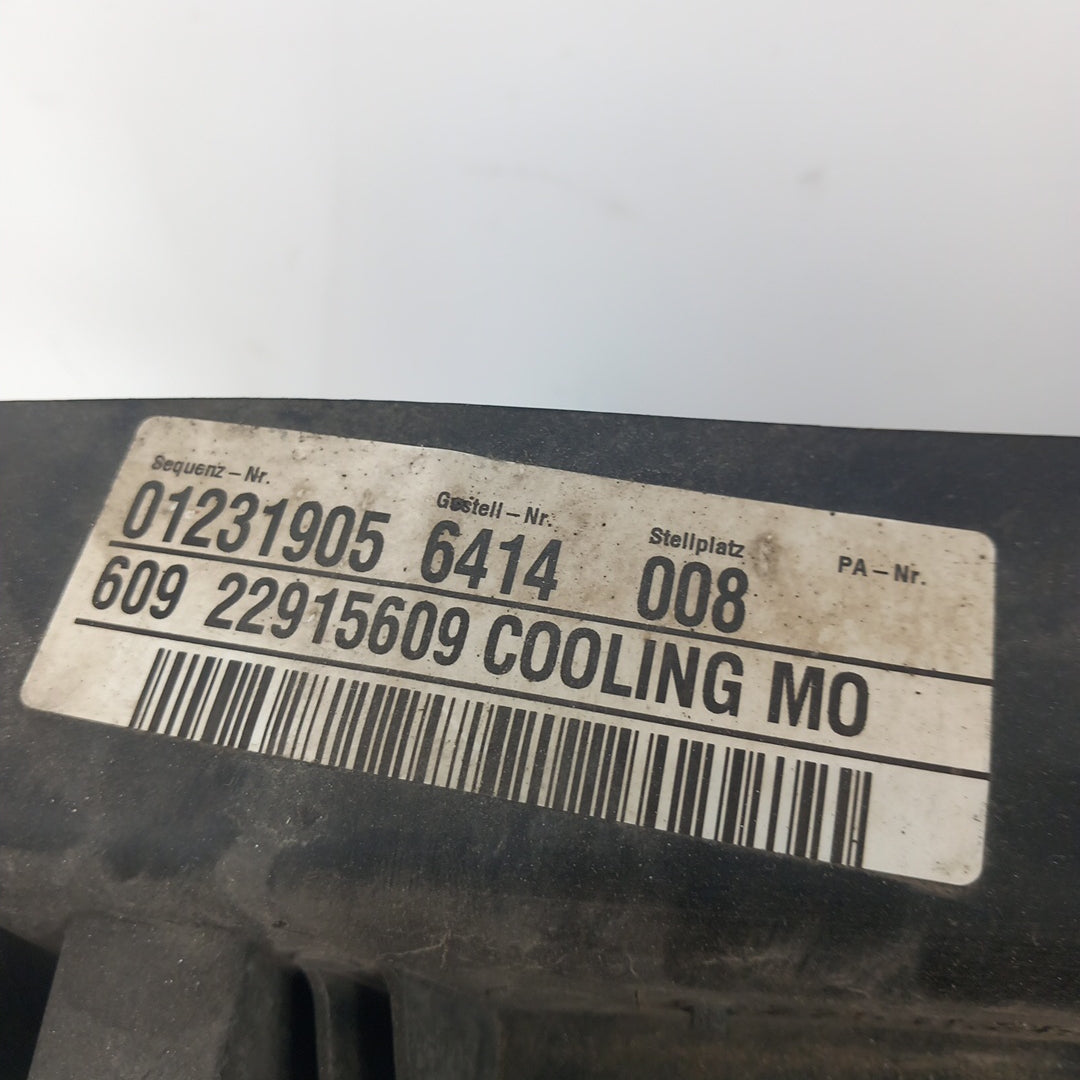 Sequenz-Nr. Gestell-Nr. Stellplatz PA-Nr.
01231905 6414 008
609 22915609 COOLING MO